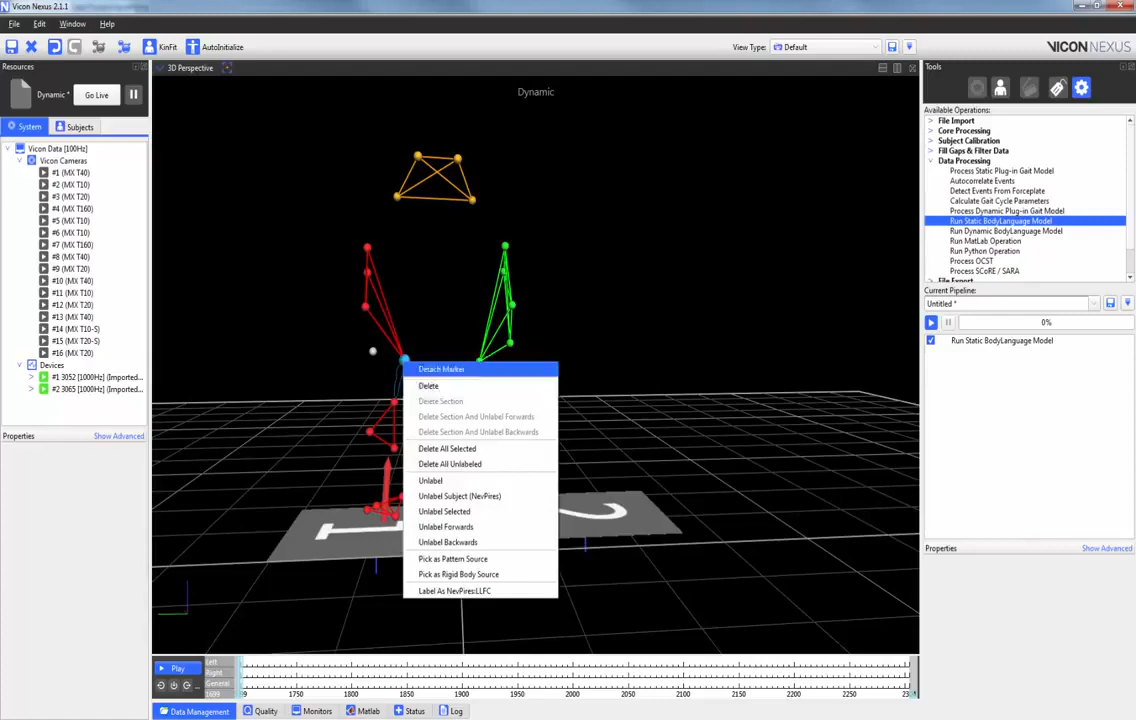 Vicon Nexus 2.1.1
File Edit Window Help
KinFit AutoInitialize View Type: Default VICON NEXUS
Resources
Dynamic * Go Live
System Subjects
Vicon Data [100Hz]
Vicon Cameras
#1 (MX T40)
#2 (MX T10)
#3 (MX T20)
#4 (MX T160)
#5 (MX T10)
#6 (MX T10)
#7 (MX T160)
#8 (MX T40)
#9 (MX T20)
#10 (MX T40)
#11 (MX T10)
#12 (MX T20)
#13 (MX T40)
#14 (MX T10-S)
#15 (MX T20-S)
#16 (MX T20)
Devices
#1 3052 [1000Hz] (Imported...
#2 3065 [1000Hz] (Imported...
Properties Show Advanced
3D Perspective
Dynamic
Detach Marker
Delete
Delete Section
Delete Section And Unlabel Forwards
Delete Section And Unlabel Backwards
Delete All Selected
Delete All Unlabeled
Unlabel
Unlabel Subject (NevPires)
Unlabel Selected
Unlabel Forwards
Unlabel Backwards
Pick as Pattern Source
Pick as Rigid Body Source
Label As NevPires:LLFC
1 2
Tools
Available Operations:
File Import
Core Processing
Subject Calibration
Fill Gaps & Filter Data
Data Processing
Process Static Plug-in Gait Model
Autocorrelate Events
Detect Events From Forceplate
Calculate Gait Cycle Parameters
Process Dynamic Plug-in Gait Model
Run Static BodyLanguage Model
Run Dynamic BodyLanguage Model
Run MatLab Operation
Run Python Operation
Process OCST
Process SCoRE / SARA
File Export
Current Pipeline:
Untitled *
0%
Run Static BodyLanguage Model
Properties Show Advanced
Play
Left
Right
General
1699
1750 1800 1850 1900 1950 2000 2050 2100 2150 2200 2250
Data Management Quality Monitors Matlab Status Log